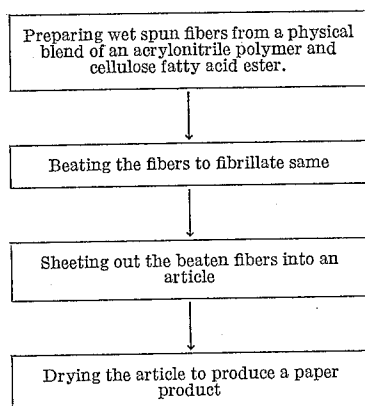 Preparing wet spun fibers from a physical
blend of an acrylonitrile polymer and
cellulose fatty acid ester.
Beating the fibers to fibrillate same
Sheeting out the beaten fibers into an
article
Drying the article to produce a paper
product